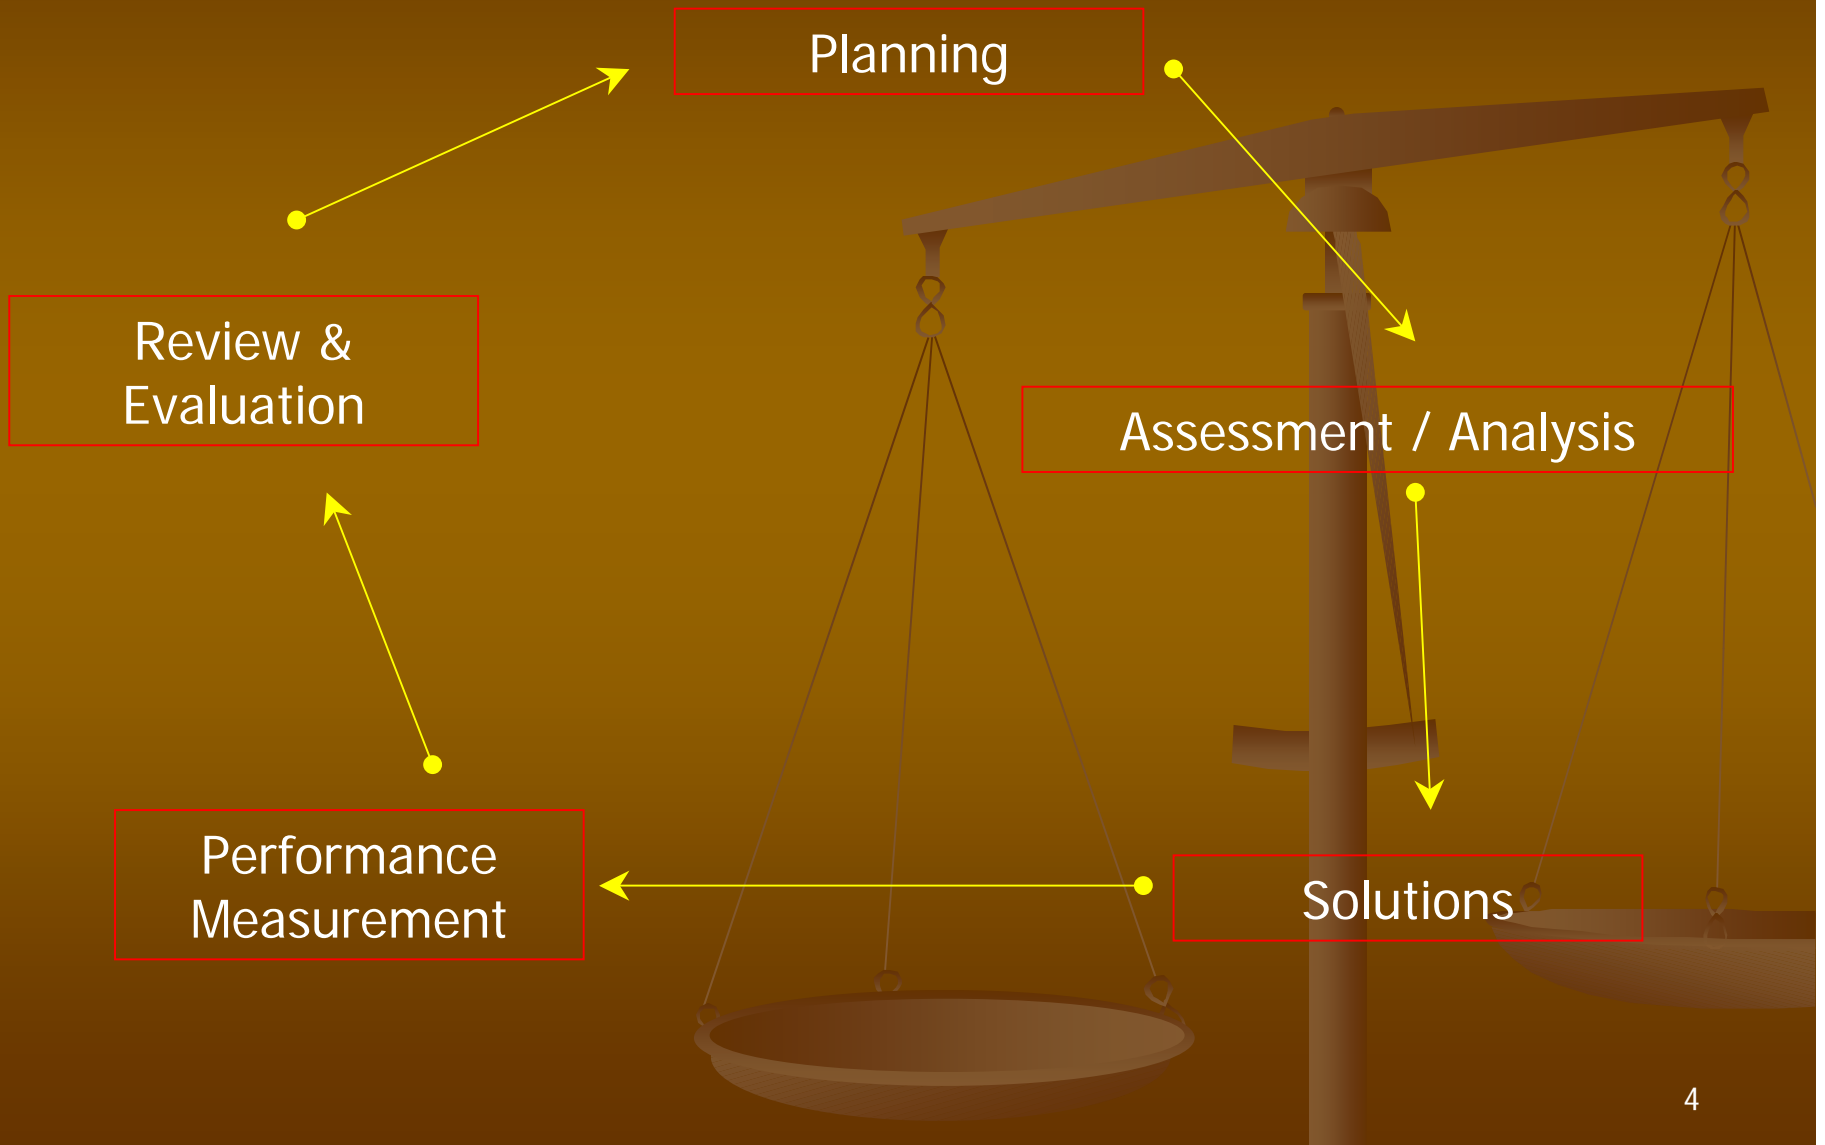 Planning
Review &
Evaluation
Assessment / Analysis
Performance
Measurement
Solutions
4